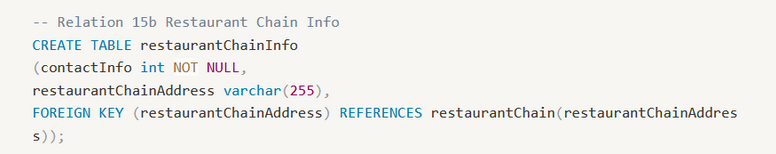 -- Relation 15b Restaurant Chain Info
CREATE TABLE restaurantChainInfo
(contactInfo int NOT NULL,
restaurantChainAddress varchar(255),
FOREIGN KEY (restaurantChainAddress) REFERENCES restaurantChain(restaurantChainAddres
s));